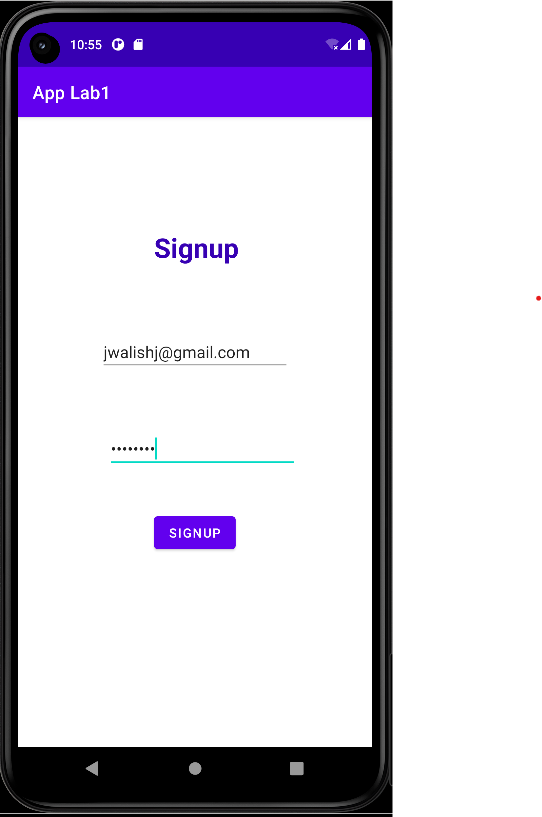 10:55
App Lab1
Signup
jwalishj@gmail.com
••••••••
SIGNUP